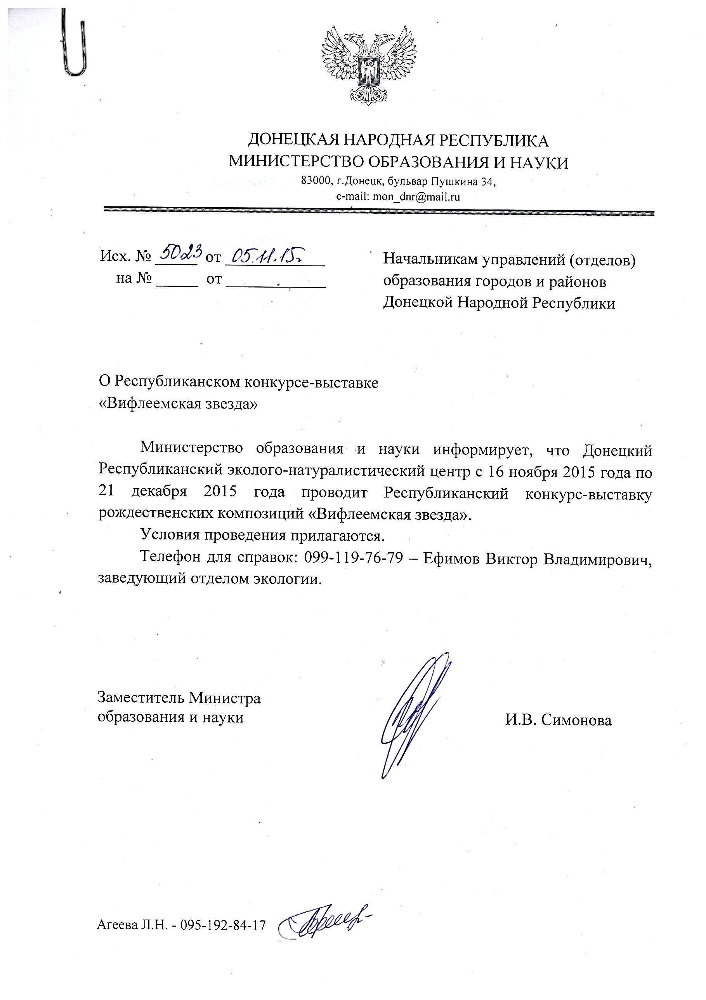 ДОНЕЦКАЯ НАРОДНАЯ РЕСПУБЛИКА
МИНИСТЕРСТВО ОБРАЗОВАНИЯ И НАУКИ
83000, г.Донецк, бульвар Пушкина 34,
e-mail: mon_dnr@mail.ru
Исх. № 5023 от 05.11.15г
на № ______ от ______________
Начальникам управлений (отделов)
образования городов и районов
Донецкой Народной Республики
О Республиканском конкурсе-выставке
«Вифлеемская звезда»
Министерство образования и науки информирует, что Донецкий
Республиканский эколого-натуралистический центр с 16 ноября 2015 года по
21 декабря 2015 года проводит Республиканский конкурс-выставку
рождественских композиций «Вифлеемская звезда».
Условия проведения прилагаются.
Телефон для справок: 099-119-76-79 – Ефимов Виктор Владимирович,
заведующий отделом экологии.
Заместитель Министра
образования и науки
И.В. Симонова
Агеева Л.Н. - 095-192-84-17